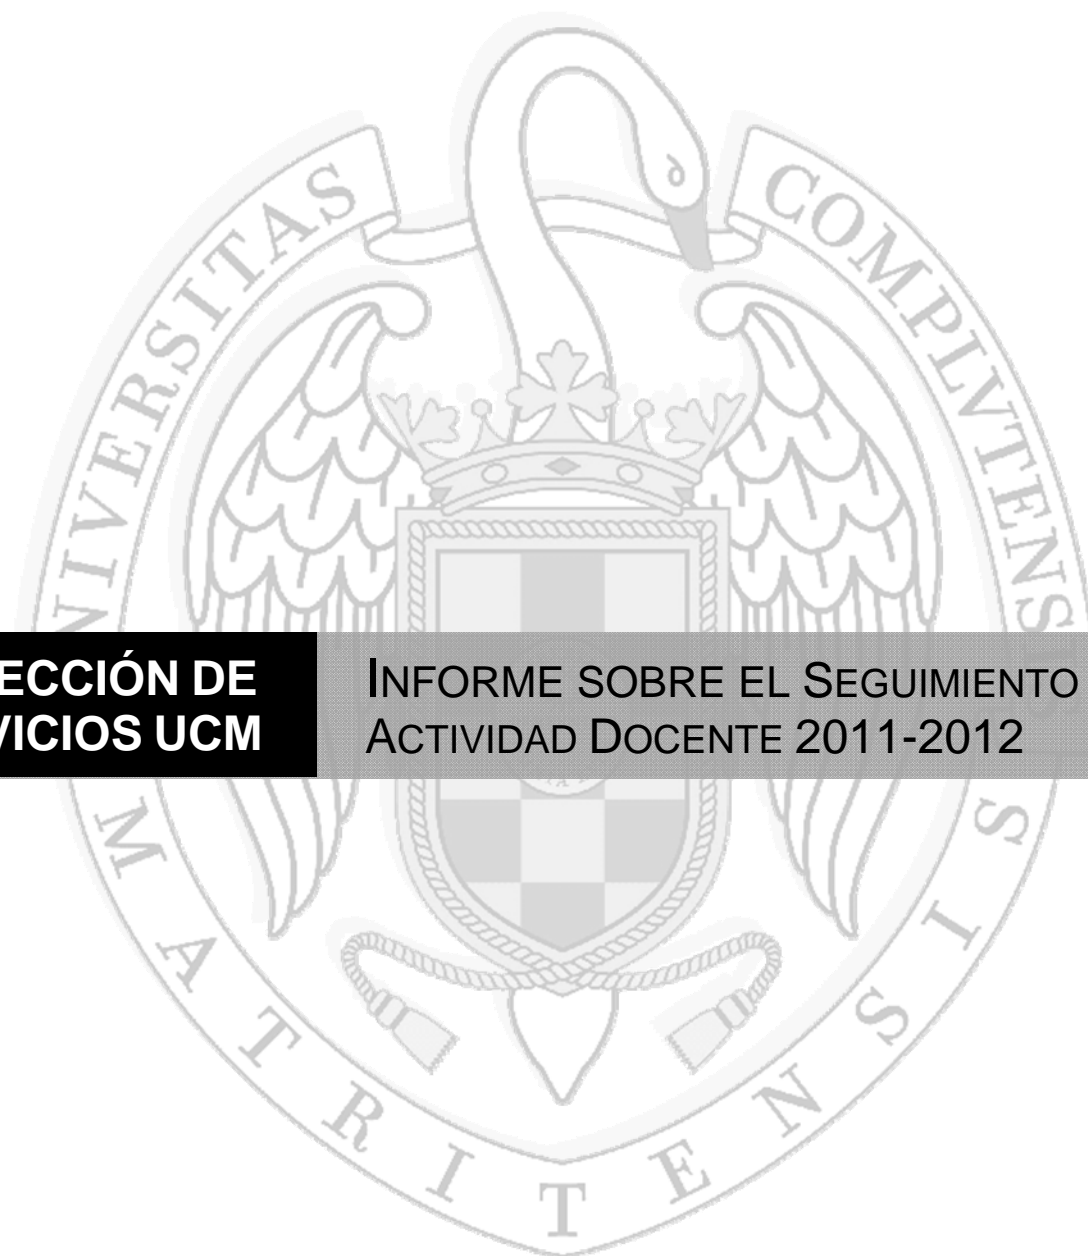 UNIVERSITAS
COMPLVTENSIS
ECCIÓN DE
VICIOS UCM
INFORME SOBRE EL SEGUIMIENTO
ACTIVIDAD DOCENTE 2011-2012
MATRITENSIS